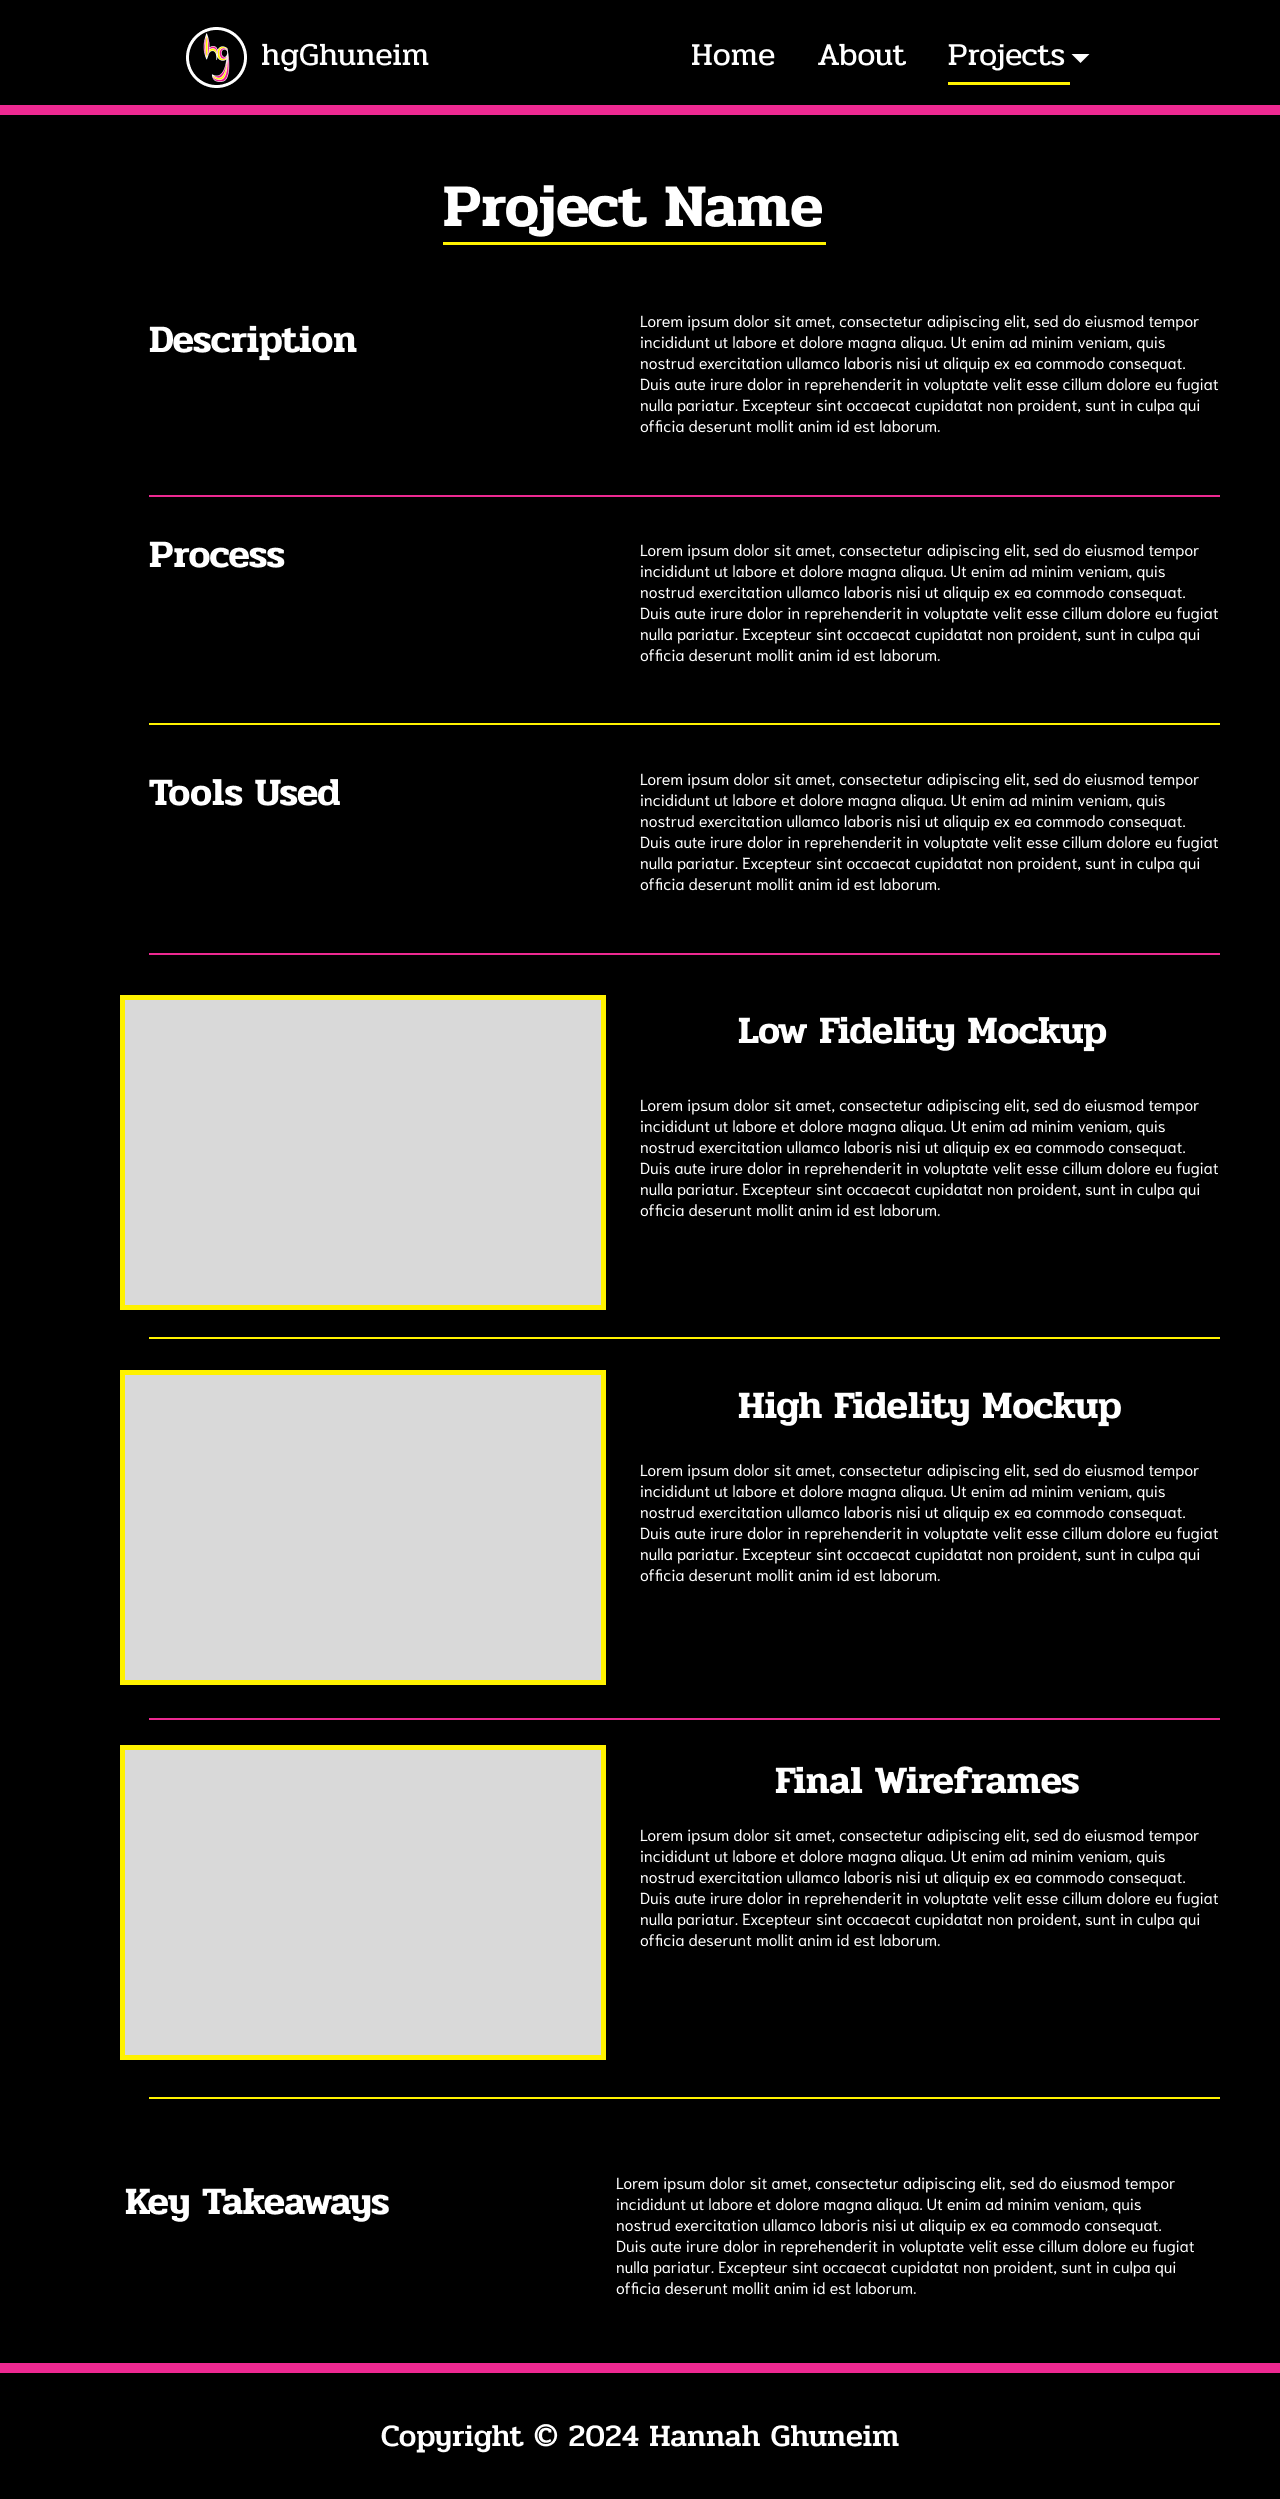 hg hgGhuneim Home About Projects
Project Name
Description
Lorem ipsum dolor sit amet, consectetur adipiscing elit, sed do eiusmod tempor
incididunt ut labore et dolore magna aliqua. Ut enim ad minim veniam, quis
nostrud exercitation ullamco laboris nisi ut aliquip ex ea commodo consequat.
Duis aute irure dolor in reprehenderit in voluptate velit esse cillum dolore eu fugiat
nulla pariatur. Excepteur sint occaecat cupidatat non proident, sunt in culpa qui
officia deserunt mollit anim id est laborum.
Process
Lorem ipsum dolor sit amet, consectetur adipiscing elit, sed do eiusmod tempor
incididunt ut labore et dolore magna aliqua. Ut enim ad minim veniam, quis
nostrud exercitation ullamco laboris nisi ut aliquip ex ea commodo consequat.
Duis aute irure dolor in reprehenderit in voluptate velit esse cillum dolore eu fugiat
nulla pariatur. Excepteur sint occaecat cupidatat non proident, sunt in culpa qui
officia deserunt mollit anim id est laborum.
Tools Used
Lorem ipsum dolor sit amet, consectetur adipiscing elit, sed do eiusmod tempor
incididunt ut labore et dolore magna aliqua. Ut enim ad minim veniam, quis
nostrud exercitation ullamco laboris nisi ut aliquip ex ea commodo consequat.
Duis aute irure dolor in reprehenderit in voluptate velit esse cillum dolore eu fugiat
nulla pariatur. Excepteur sint occaecat cupidatat non proident, sunt in culpa qui
officia deserunt mollit anim id est laborum.
Low Fidelity Mockup
Lorem ipsum dolor sit amet, consectetur adipiscing elit, sed do eiusmod tempor
incididunt ut labore et dolore magna aliqua. Ut enim ad minim veniam, quis
nostrud exercitation ullamco laboris nisi ut aliquip ex ea commodo consequat.
Duis aute irure dolor in reprehenderit in voluptate velit esse cillum dolore eu fugiat
nulla pariatur. Excepteur sint occaecat cupidatat non proident, sunt in culpa qui
officia deserunt mollit anim id est laborum.
High Fidelity Mockup
Lorem ipsum dolor sit amet, consectetur adipiscing elit, sed do eiusmod tempor
incididunt ut labore et dolore magna aliqua. Ut enim ad minim veniam, quis
nostrud exercitation ullamco laboris nisi ut aliquip ex ea commodo consequat.
Duis aute irure dolor in reprehenderit in voluptate velit esse cillum dolore eu fugiat
nulla pariatur. Excepteur sint occaecat cupidatat non proident, sunt in culpa qui
officia deserunt mollit anim id est laborum.
Final Wireframes
Lorem ipsum dolor sit amet, consectetur adipiscing elit, sed do eiusmod tempor
incididunt ut labore et dolore magna aliqua. Ut enim ad minim veniam, quis
nostrud exercitation ullamco laboris nisi ut aliquip ex ea commodo consequat.
Duis aute irure dolor in reprehenderit in voluptate velit esse cillum dolore eu fugiat
nulla pariatur. Excepteur sint occaecat cupidatat non proident, sunt in culpa qui
officia deserunt mollit anim id est laborum.
Key Takeaways
Lorem ipsum dolor sit amet, consectetur adipiscing elit, sed do eiusmod tempor
incididunt ut labore et dolore magna aliqua. Ut enim ad minim veniam, quis
nostrud exercitation ullamco laboris nisi ut aliquip ex ea commodo consequat.
Duis aute irure dolor in reprehenderit in voluptate velit esse cillum dolore eu fugiat
nulla pariatur. Excepteur sint occaecat cupidatat non proident, sunt in culpa qui
officia deserunt mollit anim id est laborum.
Copyright © 2024 Hannah Ghuneim